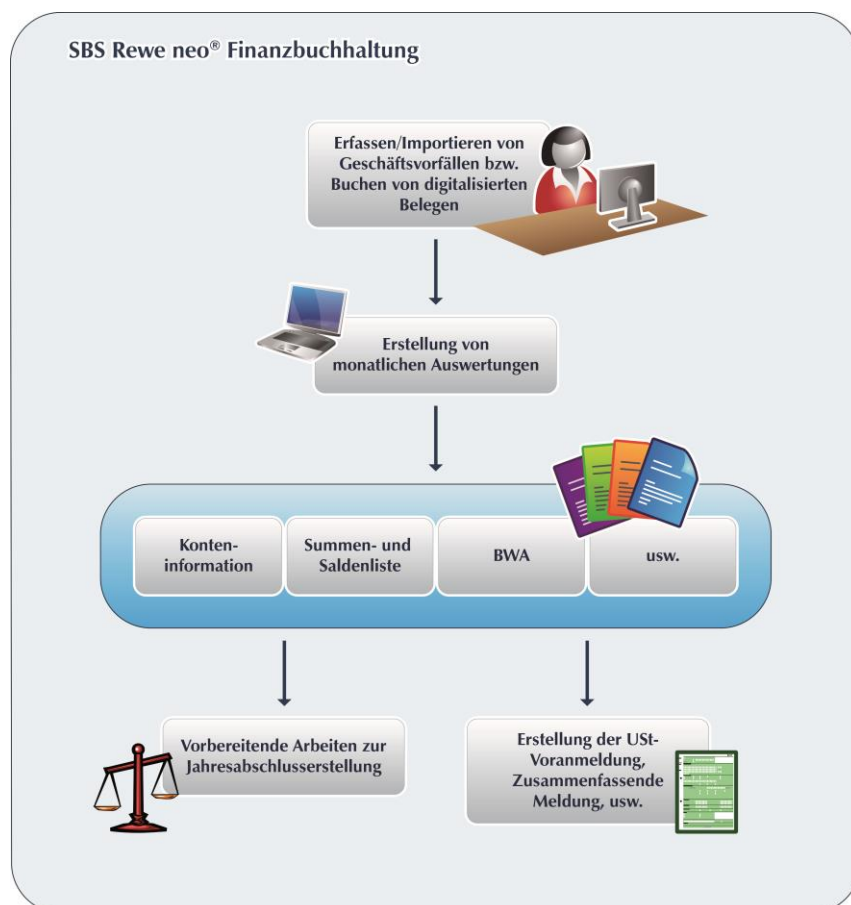 SBS Rewe neo® Finanzbuchhaltung
Erfassen/Importieren von
Geschäftsvorfällen bzw.
Buchen von digitalisierten
Belegen
Erstellung von
monatlichen Auswertungen
Konten-
information
Summen- und
Saldenliste
BWA
usw.
Vorbereitende Arbeiten zur
Jahresabschlusserstellung
Erstellung der USt-
Voranmeldung,
Zusammenfassende
Meldung, usw.